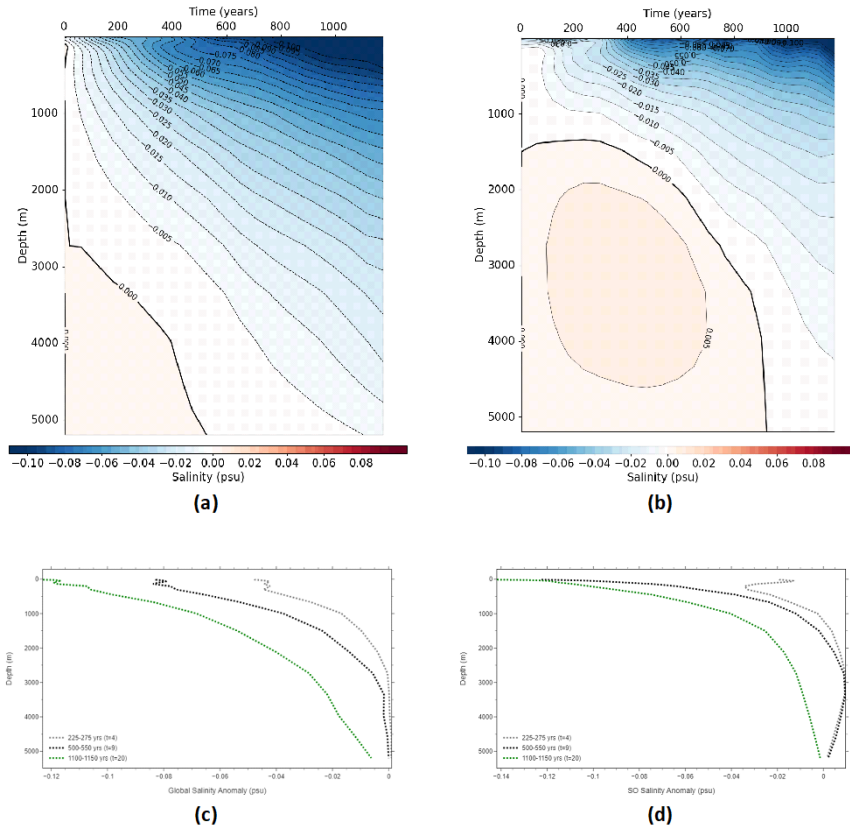 Time (years)
0 200 400 600 800 1000
Depth (m)
1000
2000
3000
4000
5000
−0.100
−0.075
−0.040
−0.035
−0.030
−0.025
−0.020
−0.015
−0.010
−0.005
0.000
−0.10 −0.08 −0.06 −0.04 −0.02 0.00 0.02 0.04 0.06 0.08
Salinity (psu)
(a)
Time (years)
0 200 400 600 800 1000
Depth (m)
1000
2000
3000
4000
5000
−0.040
−0.035
−0.030
−0.025
−0.020
−0.015
−0.010
−0.005
0.000
0.005
−0.10 −0.08 −0.06 −0.04 −0.02 0.00 0.02 0.04 0.06 0.08
Salinity (psu)
(b)
Depth (m)
0
1000
2000
3000
4000
5000
225-275 yrs (t=4)
500-550 yrs (t=9)
1100-1150 yrs (t=20)
−0.12 −0.1 −0.08 −0.06 −0.04 −0.02 0
Global Salinity Anomaly (psu)
(c)
Depth (m)
0
1000
2000
3000
4000
5000
225-275 yrs (t=4)
500-550 yrs (t=9)
1100-1150 yrs (t=20)
−0.14 −0.12 −0.1 −0.08 −0.06 −0.04 −0.02 0
SO Salinity Anomaly (psu)
(d)